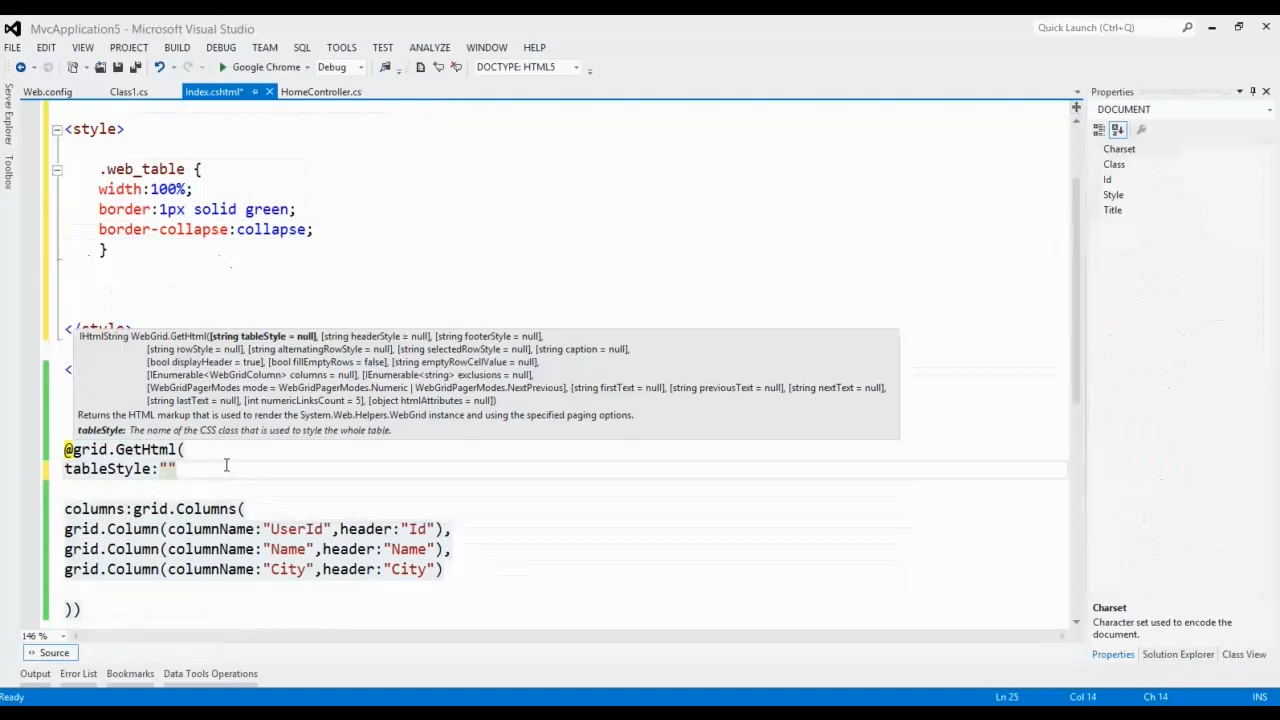 MvcApplication5 - Microsoft Visual Studio
Quick Launch (Ctrl+Q)
FILE EDIT VIEW PROJECT BUILD DEBUG TEAM SQL TOOLS TEST ANALYZE WINDOW HELP
Google Chrome Debug DOCTYPE: HTML5
Web.config Class1.cs Index.cshtml* HomeController.cs
Server Explorer
Toolbox
<style>
.web_table {
width:100%;
border:1px solid green;
border-collapse:collapse;
}
</style>
<
IHtmlString WebGrid.GetHtml([string tableStyle = null], [string headerStyle = null], [string footerStyle = null],
[string rowStyle = null], [string alternatingRowStyle = null], [string selectedRowStyle = null], [string caption = null],
[bool displayHeader = true], [bool fillEmptyRows = false], [string emptyRowCellValue = null],
[IEnumerable<WebGridColumn> columns = null], [IEnumerable<string> exclusions = null],
[WebGridPagerModes mode = WebGridPagerModes.Numeric | WebGridPagerModes.NextPrevious], [string firstText = null], [string previousText = null], [string nextText = null],
[string lastText = null], [int numericLinksCount = 5], [object htmlAttributes = null])
Returns the HTML markup that is used to render the System.Web.Helpers.WebGrid instance and using the specified paging options.
tableStyle: The name of the CSS class that is used to style the whole table.
@grid.GetHtml(
tableStyle:""
columns:grid.Columns(
grid.Column(columnName:"UserId",header:"Id"),
grid.Column(columnName:"Name",header:"Name"),
grid.Column(columnName:"City",header:"City")
))
146 %
Source
Output Error List Bookmarks Data Tools Operations
Ready Ln 25 Col 14 Ch 14 INS
Properties
DOCUMENT
Charset
Class
Id
Style
Title
Charset
Character set used to encode the
document.
Properties Solution Explorer Class View